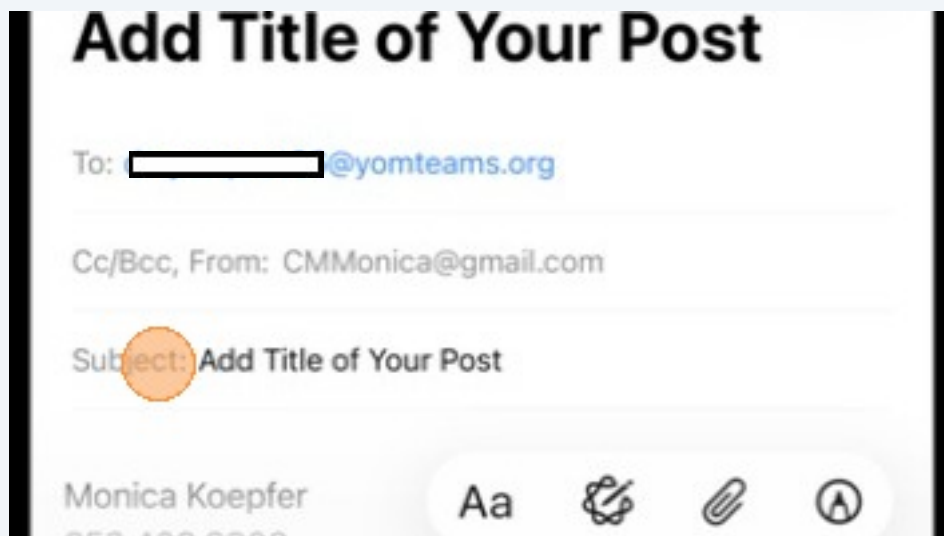 Add Title of Your Post
To: @yomteams.org
Cc/Bcc, From: CMMonica@gmail.com
Subject: Add Title of Your Post
Monica Koepfer
Aa